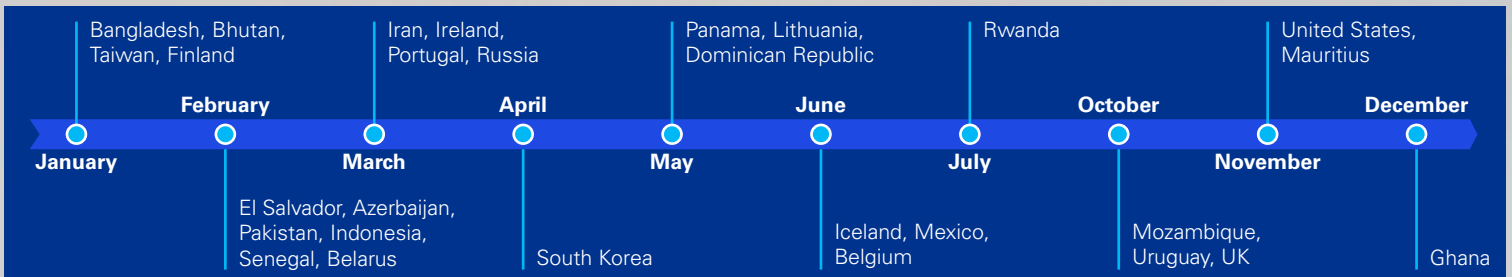 Bangladesh, Bhutan,
Taiwan, Finland
January
February
El Salvador, Azerbaijan,
Pakistan, Indonesia,
Senegal, Belarus
Iran, Ireland,
Portugal, Russia
March
April
South Korea
Panama, Lithuania,
Dominican Republic
May
June
Iceland, Mexico,
Belgium
Rwanda
July
October
Mozambique,
Uruguay, UK
United States,
Mauritius
November
December
Ghana